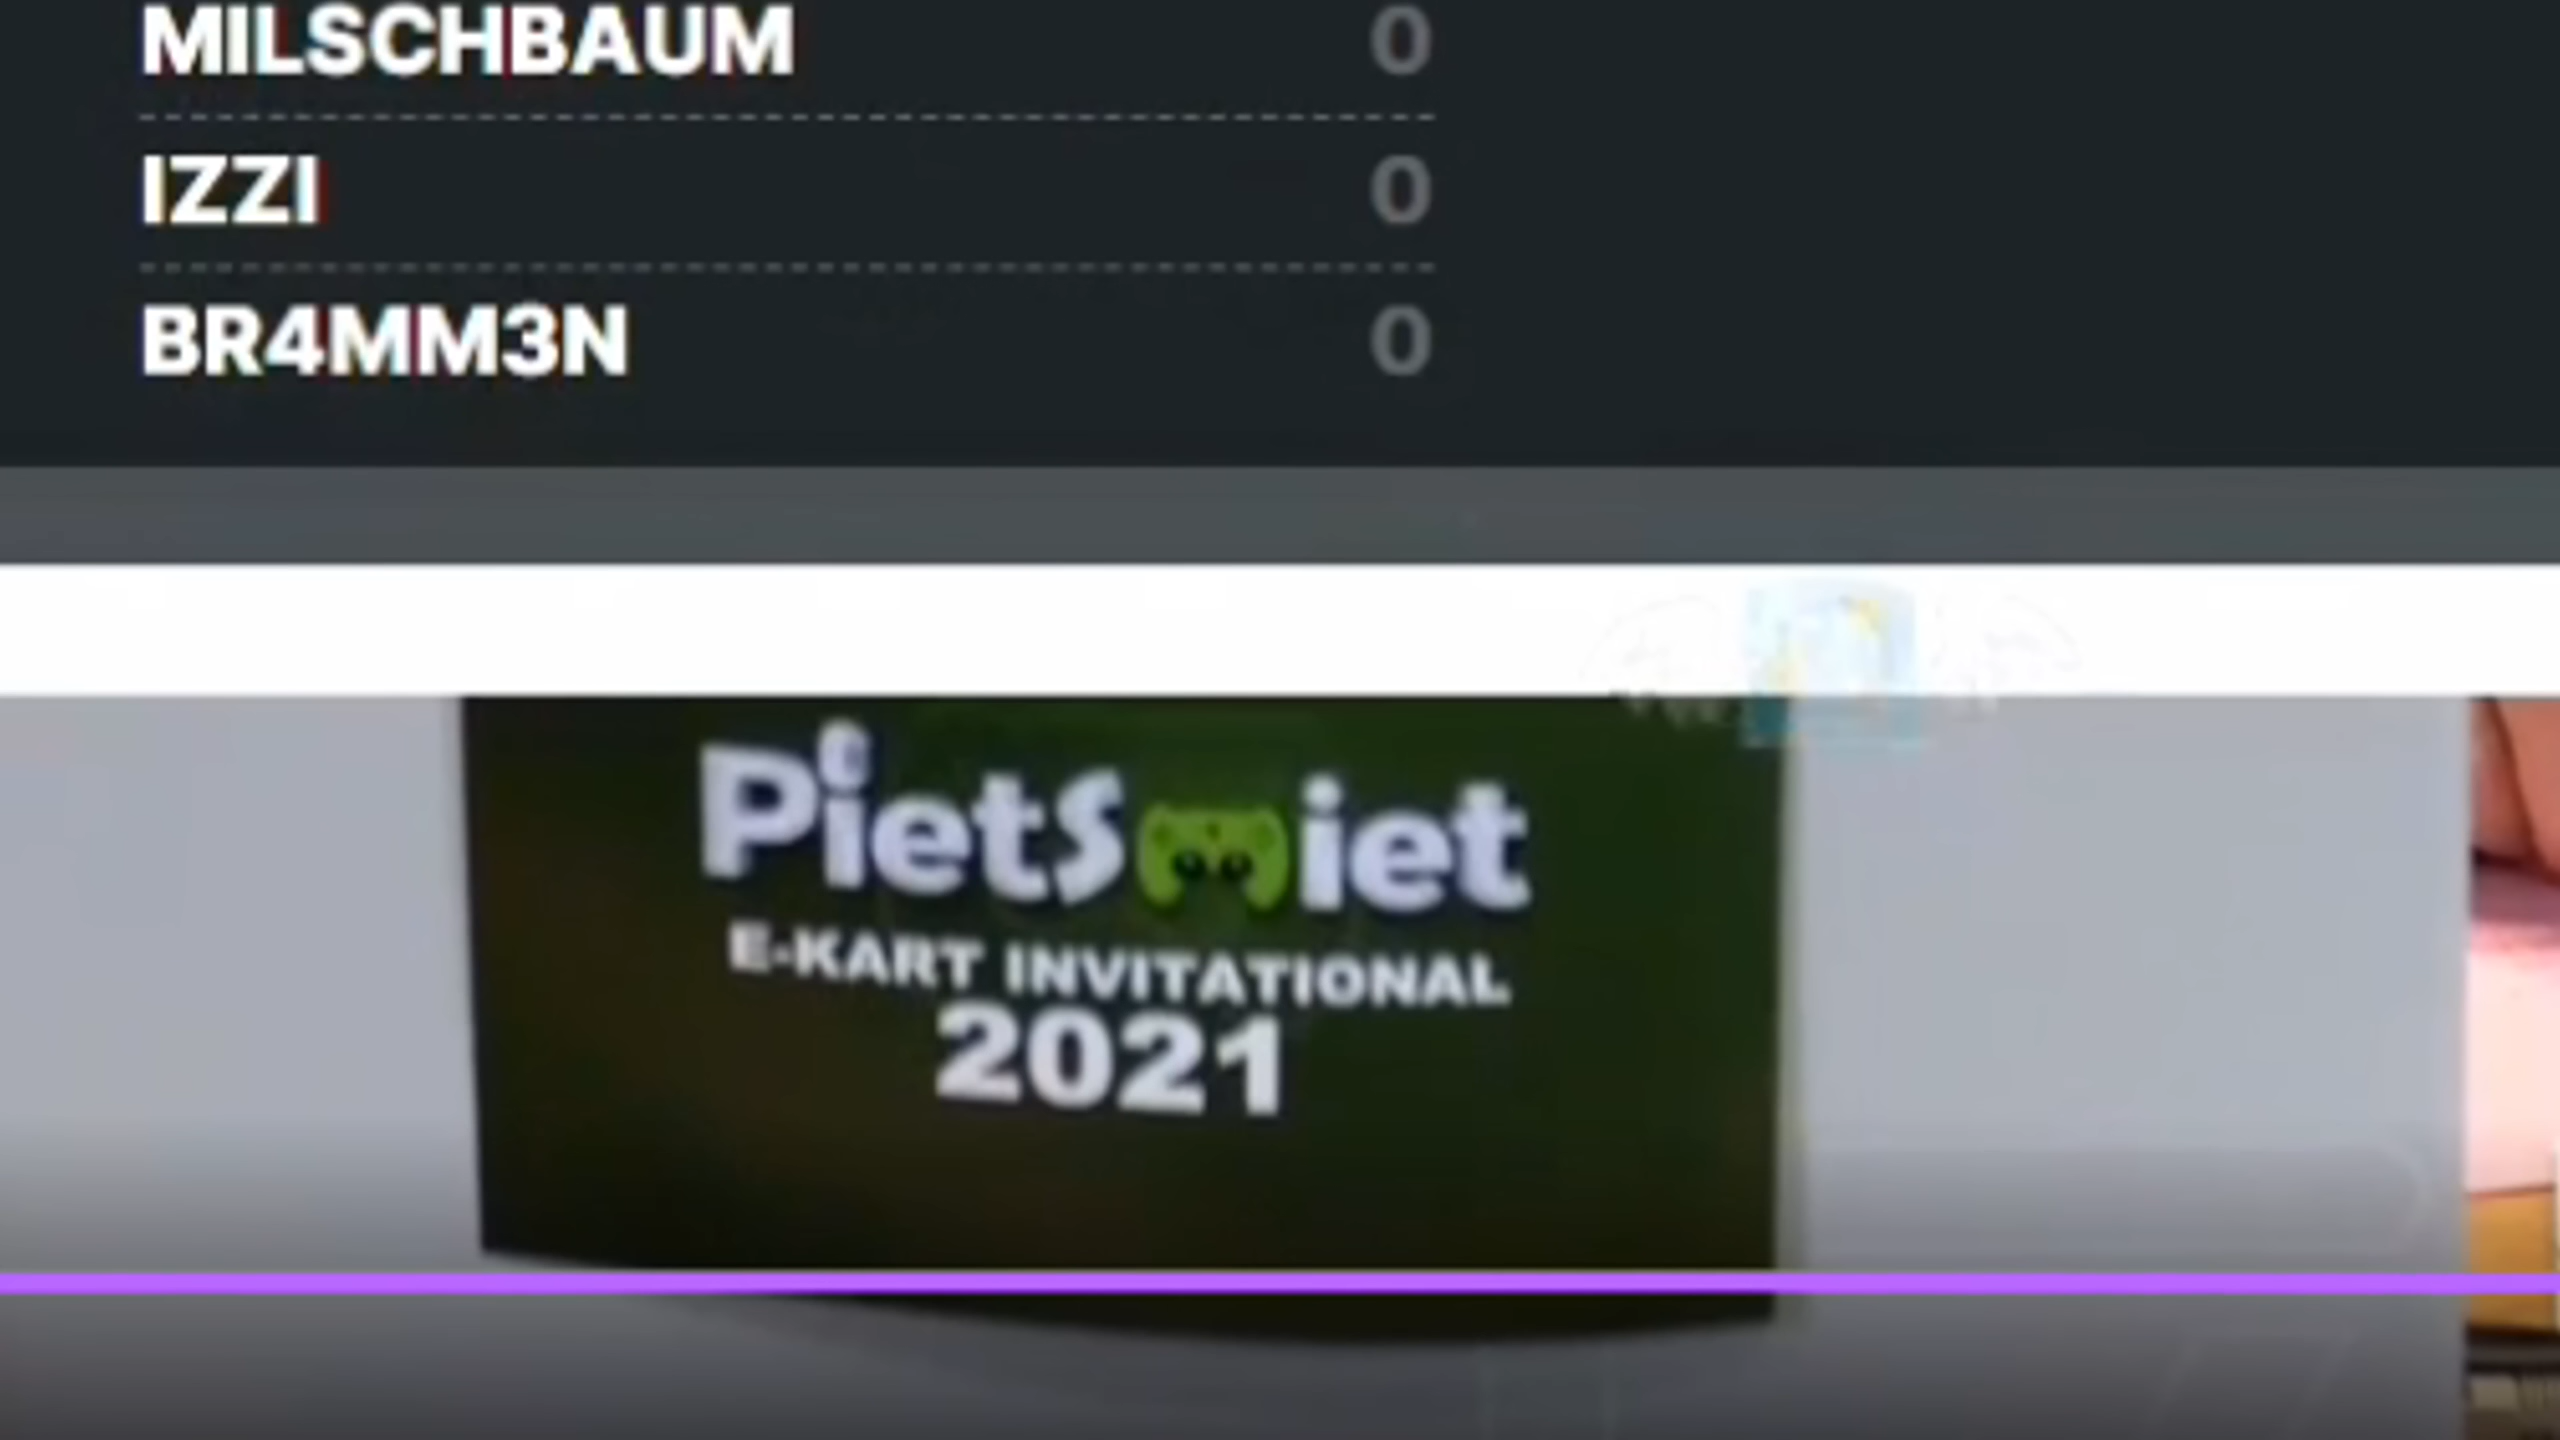 MILSCHBAUM 0
IZZI 0
BR4MM3N 0
PietSmiet
E-KART INVITATIONAL
2021